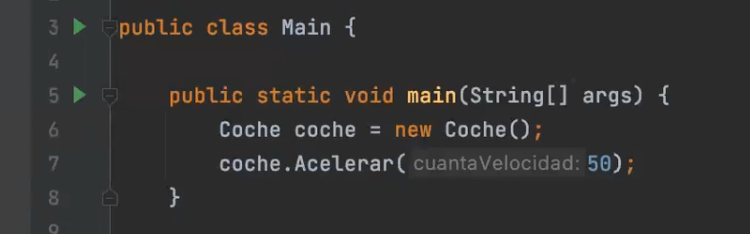 3 public class Main {
4
5 public static void main(String[] args) {
6 Coche coche = new Coche();
7 coche.Acelerar( cuantaVelocidad: 50);
8 }
9